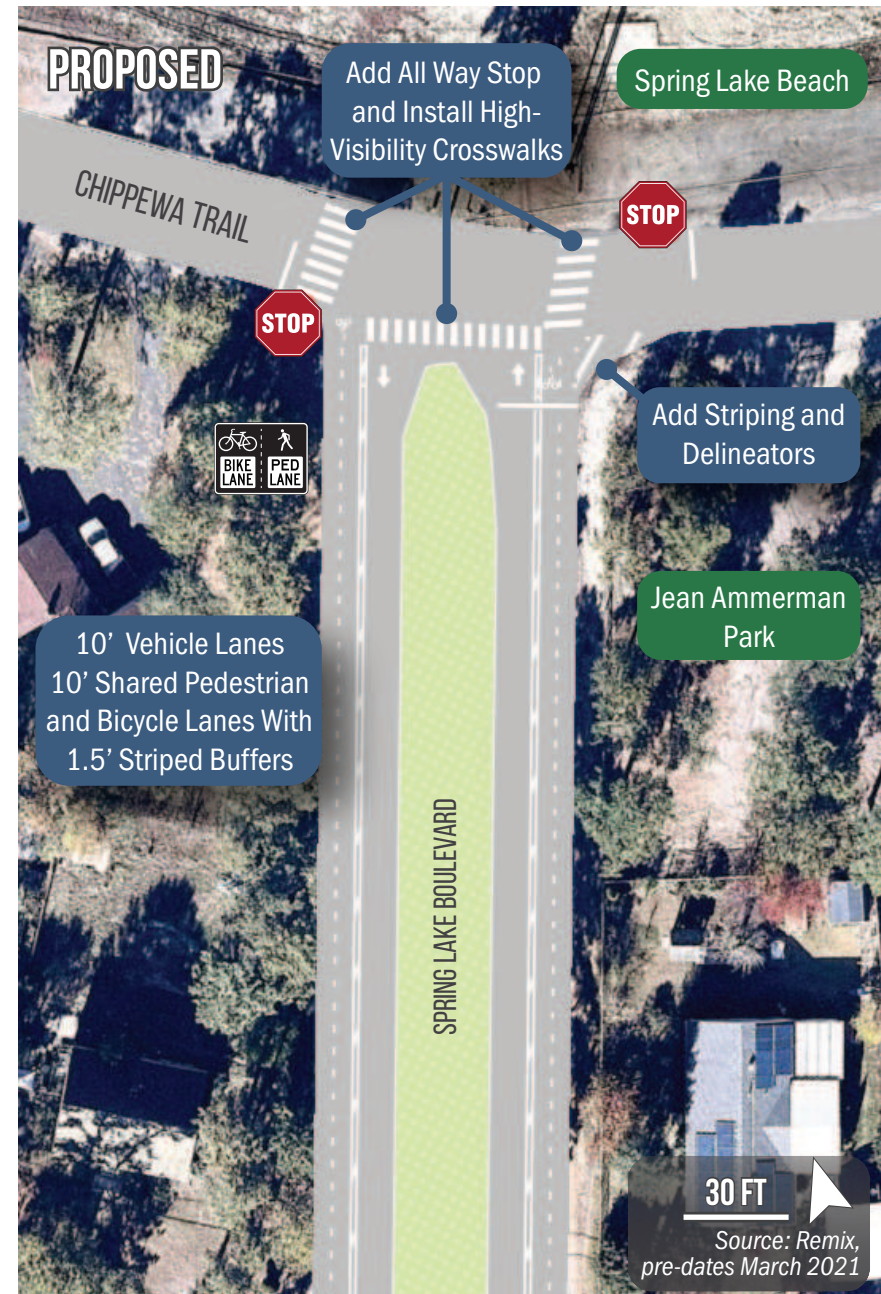 PROPOSED
Add All Way Stop
and Install High-
Visibility Crosswalks
Spring Lake Beach
CHIPPEWA TRAIL
STOP
STOP
BIKE LANE
PED LANE
Add Striping and
Delineators
Jean Ammerman
Park
10’ Vehicle Lanes
10’ Shared Pedestrian
and Bicycle Lanes With
1.5’ Striped Buffers
SPRING LAKE BOULEVARD
30 FT
Source: Remix,
pre-dates March 2021